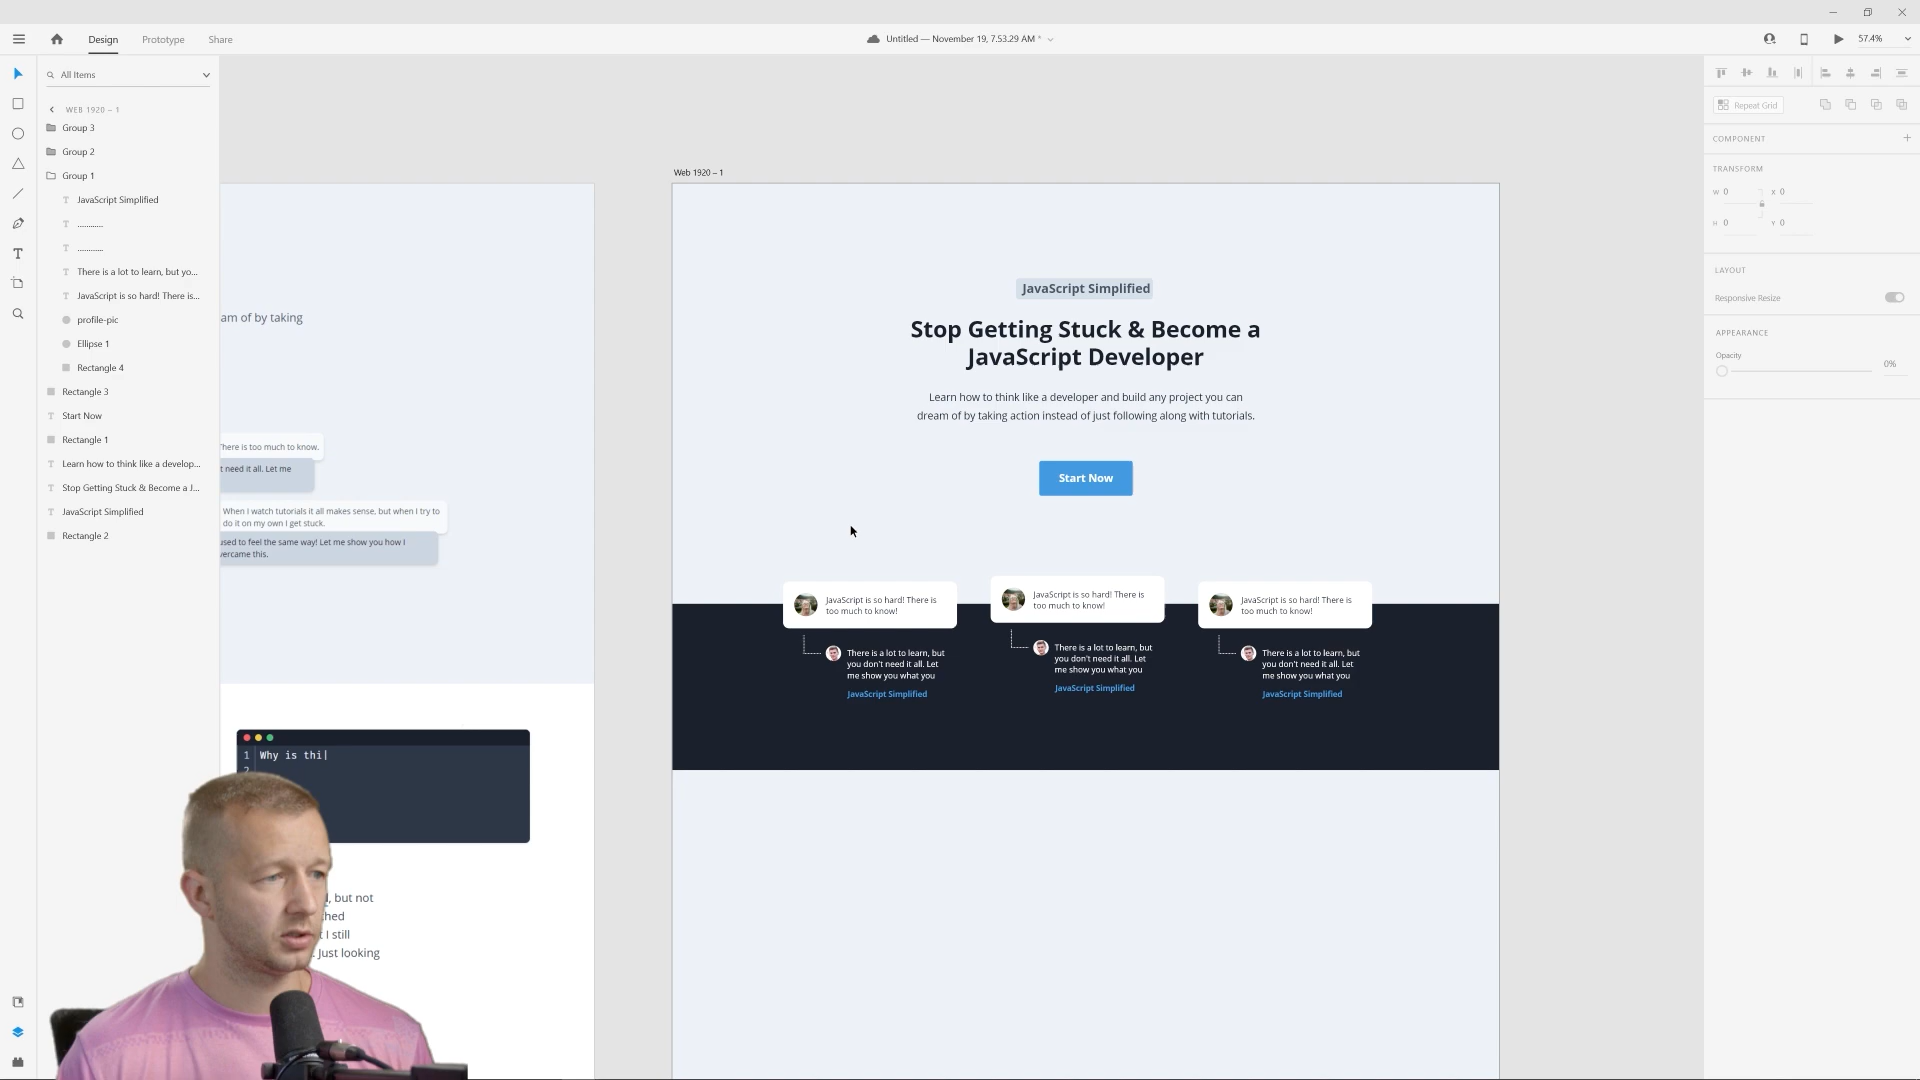 Design
Prototype
Share
Untitled — November 19, 7.53.29 AM *
57.4%
All Items
WEB 1920 – 1
Group 3
Group 2
Group 1
JavaScript Simplified
............
............
There is a lot to learn, but yo...
JavaScript is so hard! There is...
profile-pic
Ellipse 1
Rectangle 4
Rectangle 3
Start Now
Rectangle 1
Learn how to think like a develop...
Stop Getting Stuck & Become a J...
JavaScript Simplified
Rectangle 2
am of by taking
There is too much to know.
t need it all. Let me
When I watch tutorials it all makes sense, but when I try to
do it on my own I get stuck.
used to feel the same way! Let me show you how I
vercame this.
1 Why is thi|
2
, but not
I still
. Just looking
Web 1920 – 1
JavaScript Simplified
Stop Getting Stuck & Become a
JavaScript Developer
Learn how to think like a developer and build any project you can
dream of by taking action instead of just following along with tutorials.
Start Now
JavaScript is so hard! There is
too much to know!
There is a lot to learn, but
you don't need it all. Let
me show you what you
JavaScript Simplified
JavaScript is so hard! There is
too much to know!
There is a lot to learn, but
you don't need it all. Let
me show you what you
JavaScript Simplified
JavaScript is so hard! There is
too much to know!
There is a lot to learn, but
you don't need it all. Let
me show you what you
JavaScript Simplified
Repeat Grid
COMPONENT
TRANSFORM
W 0
X 0
H 0
Y 0
LAYOUT
Responsive Resize
APPEARANCE
Opacity
0%